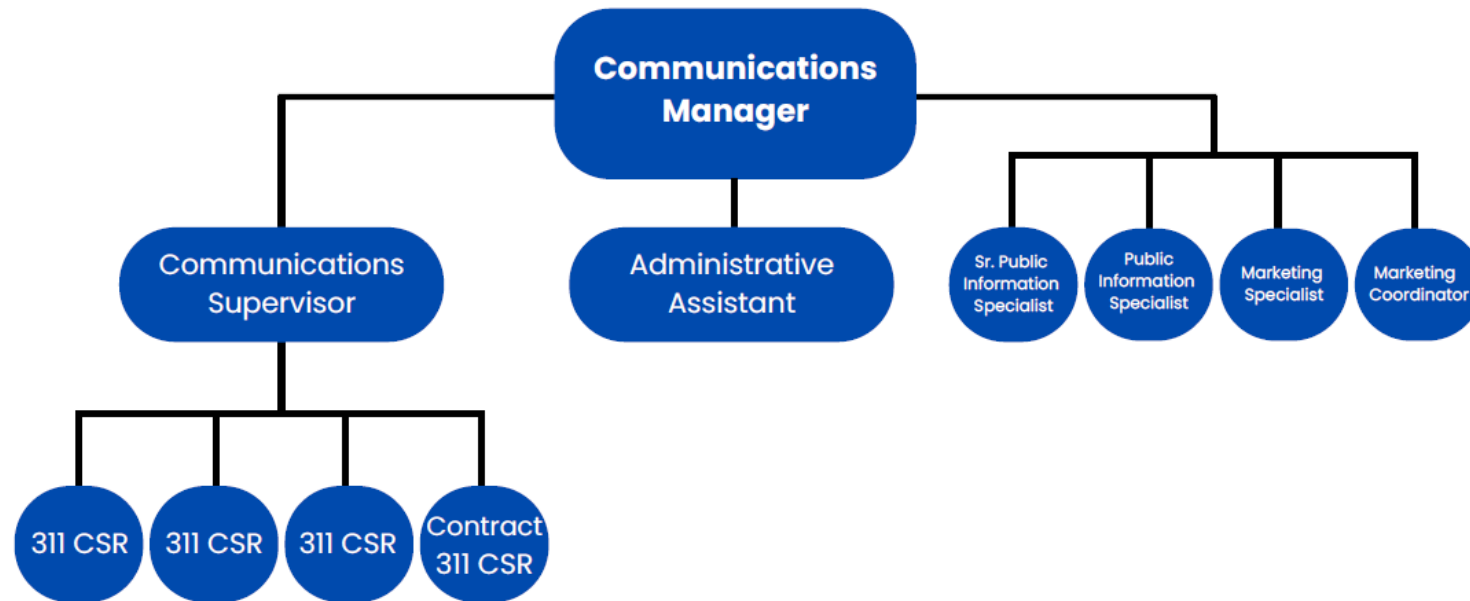 Communications
Manager
Communications
Supervisor
Administrative
Assistant
Sr. Public
Information
Specialist
Public
Information
Specialist
Marketing
Specialist
Marketing
Coordinator
311 CSR
311 CSR
311 CSR
Contract
311 CSR